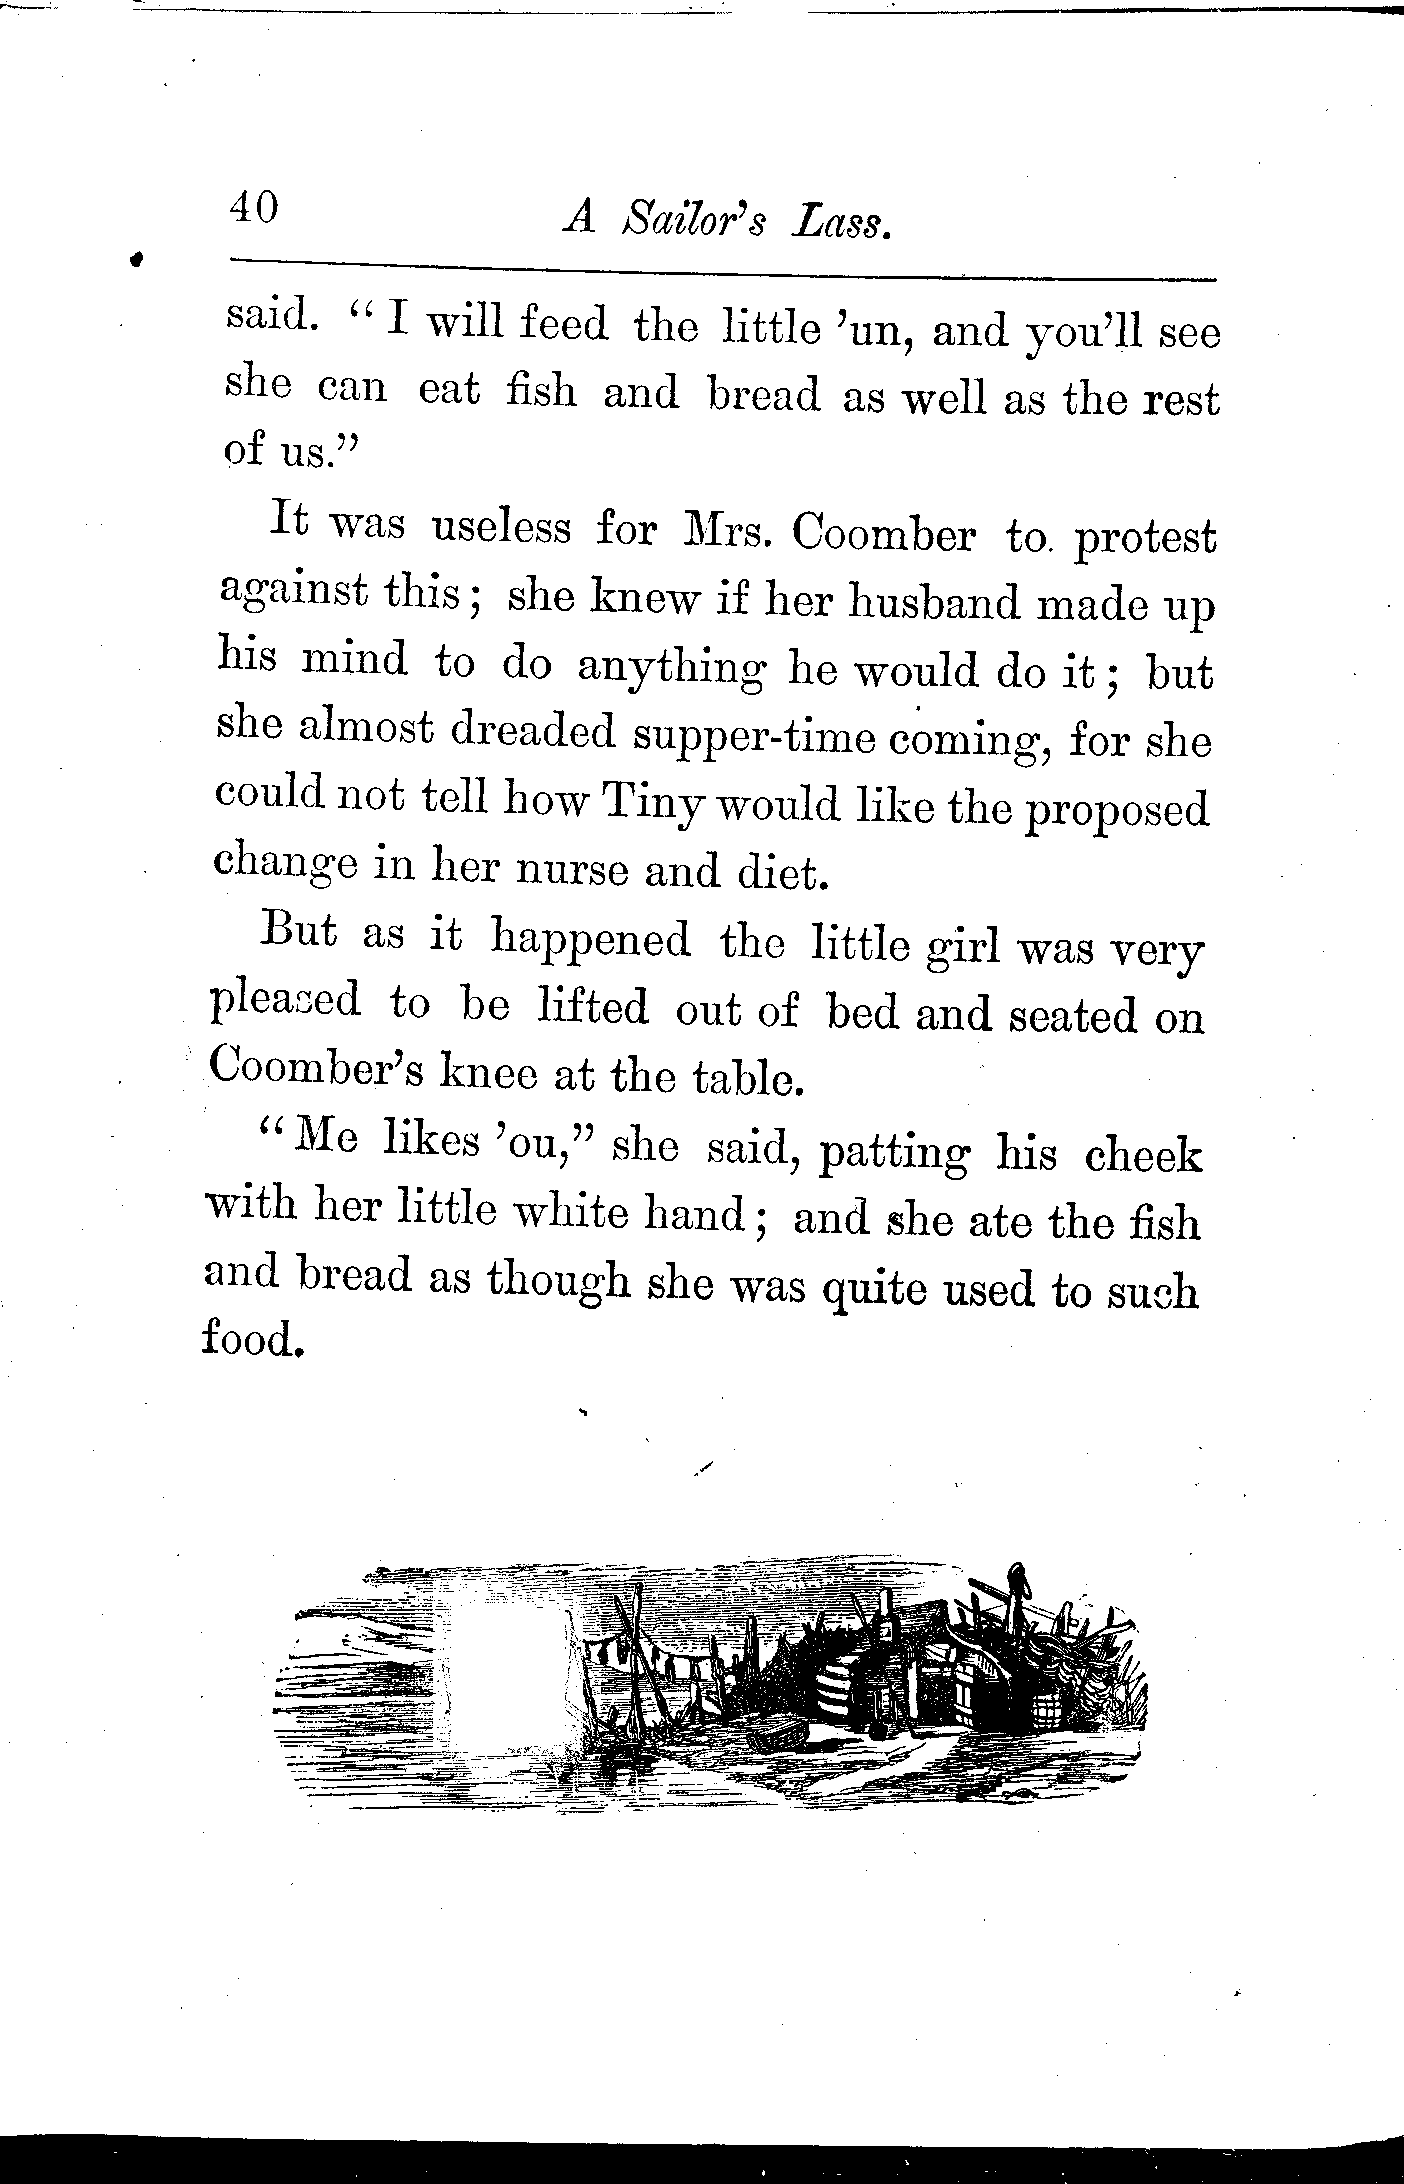 40 A Sailor's Lass.
said. "I will feed the little 'un, and you'll see
she can eat fish and bread as well as the rest
of us."
It was useless for Mrs. Coomber to. protest
against this; she knew if her husband made up
his mind to do anything he would do it; but
she almost dreaded supper-time coming, for she
could not tell how Tiny would like the proposed
change in her nurse and diet.
But as it happened the little girl was very
pleased to be lifted out of bed and seated on
Coomber's knee at the table.
"Me likes 'ou," she said, patting his cheek
with her little white hand; and she ate the fish
and bread as though she was quite used to such
food.